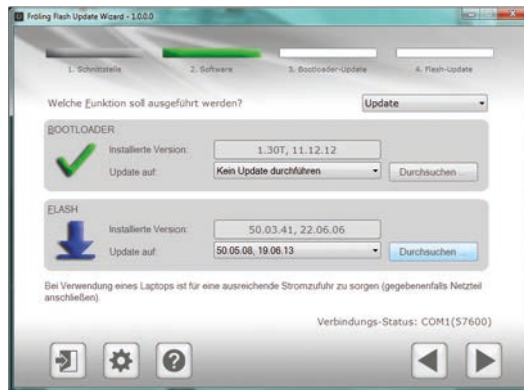 Fröling Flash Update Wizard - 1.0.0.0
1. Schnittstelle
2. Software
3. Bootloader-Update
4. Flash-Update
Welche Funktion soll ausgeführt werden?
Update
BOOTLOADER
Installierte Version:
1.30T, 11.12.12
Update auf:
Kein Update durchführen
Durchsuchen ...
FLASH
Installierte Version:
50.03.41, 22.06.06
Update auf:
50.05.08, 19.06.13
Durchsuchen ...
Bei Verwendung eines Laptops ist für eine ausreichende Stromzufuhr zu sorgen (gegebenenfalls Netzteil
anschließen).
Verbindungs-Status: COM1(57600)